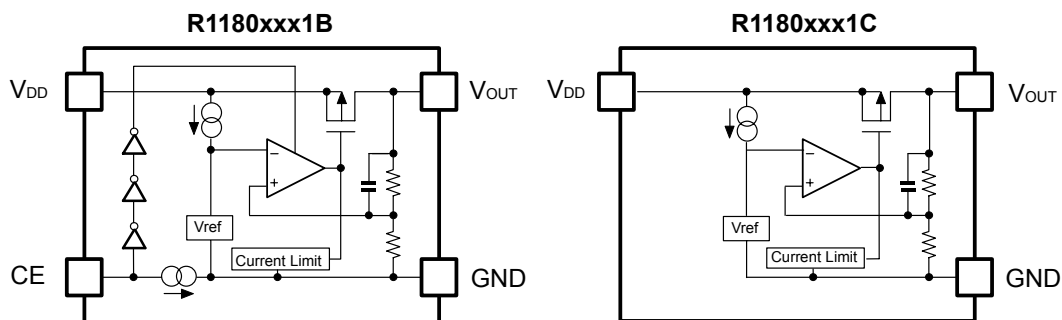 R1180xxx1B
VDD
VOUT
−
+
Vref
Current Limit
CE
GND
R1180xxx1C
VDD
VOUT
−
+
Vref
Current Limit
GND